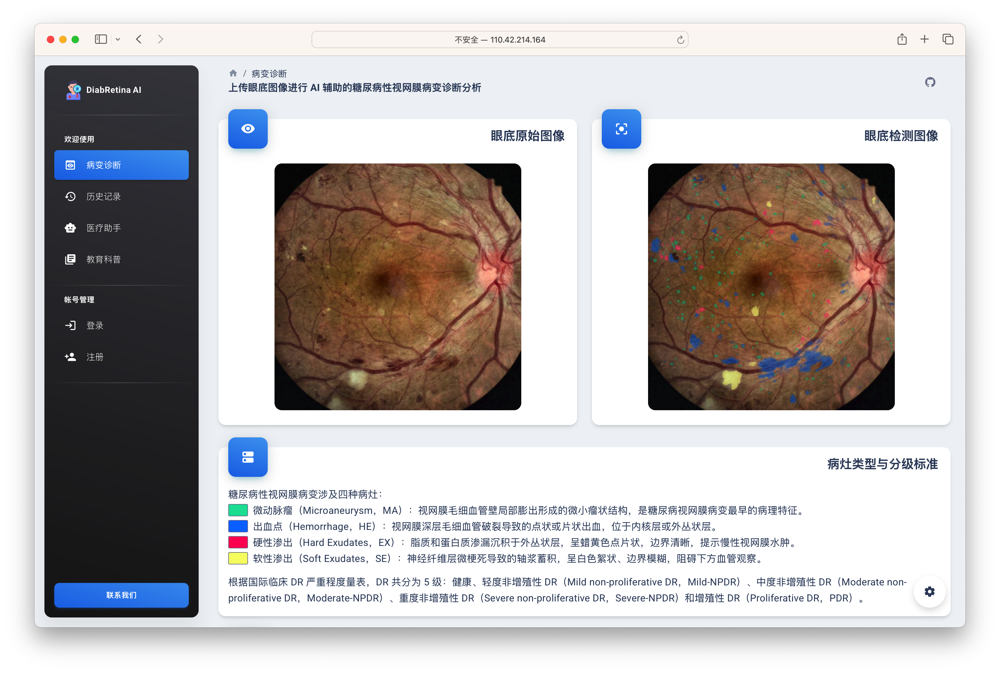 不安全 — 110.42.214.164
DiabRetina AI
欢迎使用
病变诊断
历史记录
医疗助手
教育科普
帐号管理
登录
注册
联系我们
/ 病变诊断
上传眼底图像进行 AI 辅助的糖尿病性视网膜病变诊断分析
眼底原始图像
眼底检测图像
病灶类型与分级标准
糖尿病性视网膜病变涉及四种病灶：
微动脉瘤（Microaneurysm，MA）：视网膜毛细血管壁局部膨出形成的微小瘤状结构，是糖尿病视网膜病变最早的病理特征。
出血点（Hemorrhage，HE）：视网膜深层毛细血管破裂导致的点状或片状出血，位于内核层或外丛状层。
硬性渗出（Hard Exudates，EX）：脂质和蛋白质渗漏沉积于外丛状层，呈蜡黄色点片状，边界清晰，提示慢性视网膜水肿。
软性渗出（Soft Exudates，SE）：神经纤维层微梗死导致的轴浆蓄积，呈白色絮状、边界模糊，阻碍下方血管观察。
根据国际临床 DR 严重程度量表，DR 共分为 5 级：健康、轻度非增殖性 DR（Mild non-proliferative DR，Mild-NPDR）、中度非增殖性 DR（Moderate non-
proliferative DR，Moderate-NPDR）、重度非增殖性 DR（Severe non-proliferative DR，Severe-NPDR）和增殖性 DR（Proliferative DR，PDR）。